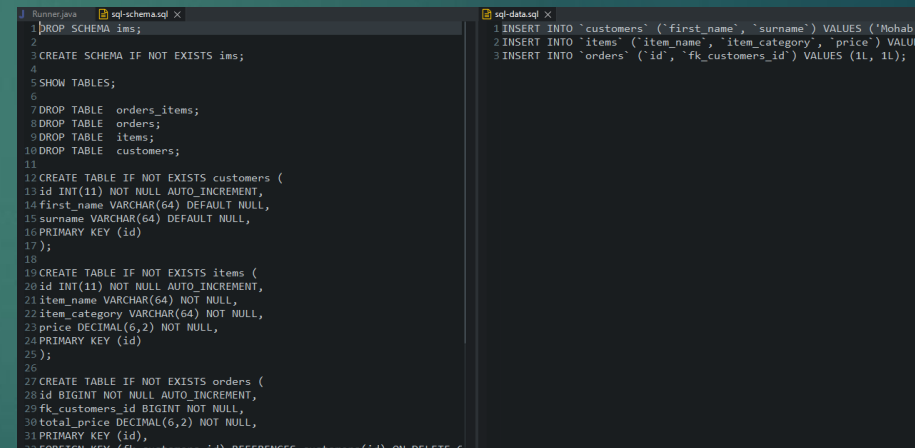 Runner.java
sql-schema.sql
1 DROP SCHEMA ims;
2
3 CREATE SCHEMA IF NOT EXISTS ims;
4
5 SHOW TABLES;
6
7 DROP TABLE  orders_items;
8 DROP TABLE  orders;
9 DROP TABLE  items;
10 DROP TABLE  customers;
11
12 CREATE TABLE IF NOT EXISTS customers (
13 id INT(11) NOT NULL AUTO_INCREMENT,
14 first_name VARCHAR(64) DEFAULT NULL,
15 surname VARCHAR(64) DEFAULT NULL,
16 PRIMARY KEY (id)
17 );
18
19 CREATE TABLE IF NOT EXISTS items (
20 id INT(11) NOT NULL AUTO_INCREMENT,
21 item_name VARCHAR(64) NOT NULL,
22 item_category VARCHAR(64) NOT NULL,
23 price DECIMAL(6,2) NOT NULL,
24 PRIMARY KEY (id)
25 );
26
27 CREATE TABLE IF NOT EXISTS orders (
28 id BIGINT NOT NULL AUTO_INCREMENT,
29 fk_customers_id BIGINT NOT NULL,
30 total_price DECIMAL(6,2) NOT NULL,
31 PRIMARY KEY (id),
sql-data.sql
1 INSERT INTO `customers` (`first_name`, `surname`) VALUES ('Mohab
2 INSERT INTO `items` (`item_name`, `item_category`, `price`) VALU
3 INSERT INTO `orders` (`id`, `fk_customers_id`) VALUES (1L, 1L);